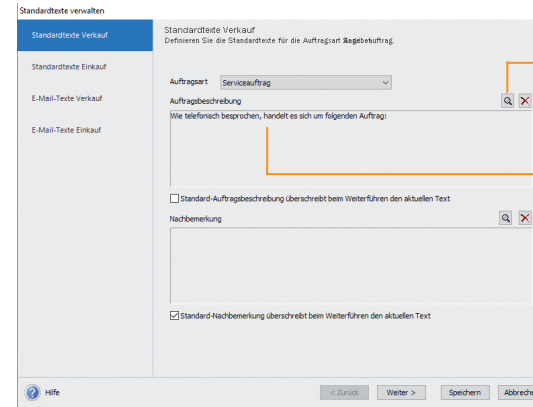 Standardtexte verwalten
Standardtexte Verkauf
Standardtexte Einkauf
E-Mail-Texte Verkauf
E-Mail-Texte Einkauf
Standardtexte Verkauf
Definieren Sie die Standardtexte für die Auftragsart
Auftragsart Serviceauftrag
Auftragsbeschreibung
Wie telefonisch besprochen, handelt es sich um folgenden Auftrag:
Standard-Auftragsbeschreibung überschreibt beim Weiterführen den aktuellen Text
Nachbemerkung
Standard-Nachbemerkung überschreibt beim Weiterführen den aktuellen Text
Hilfe
< Zurück Weiter > Speichern Abbreche